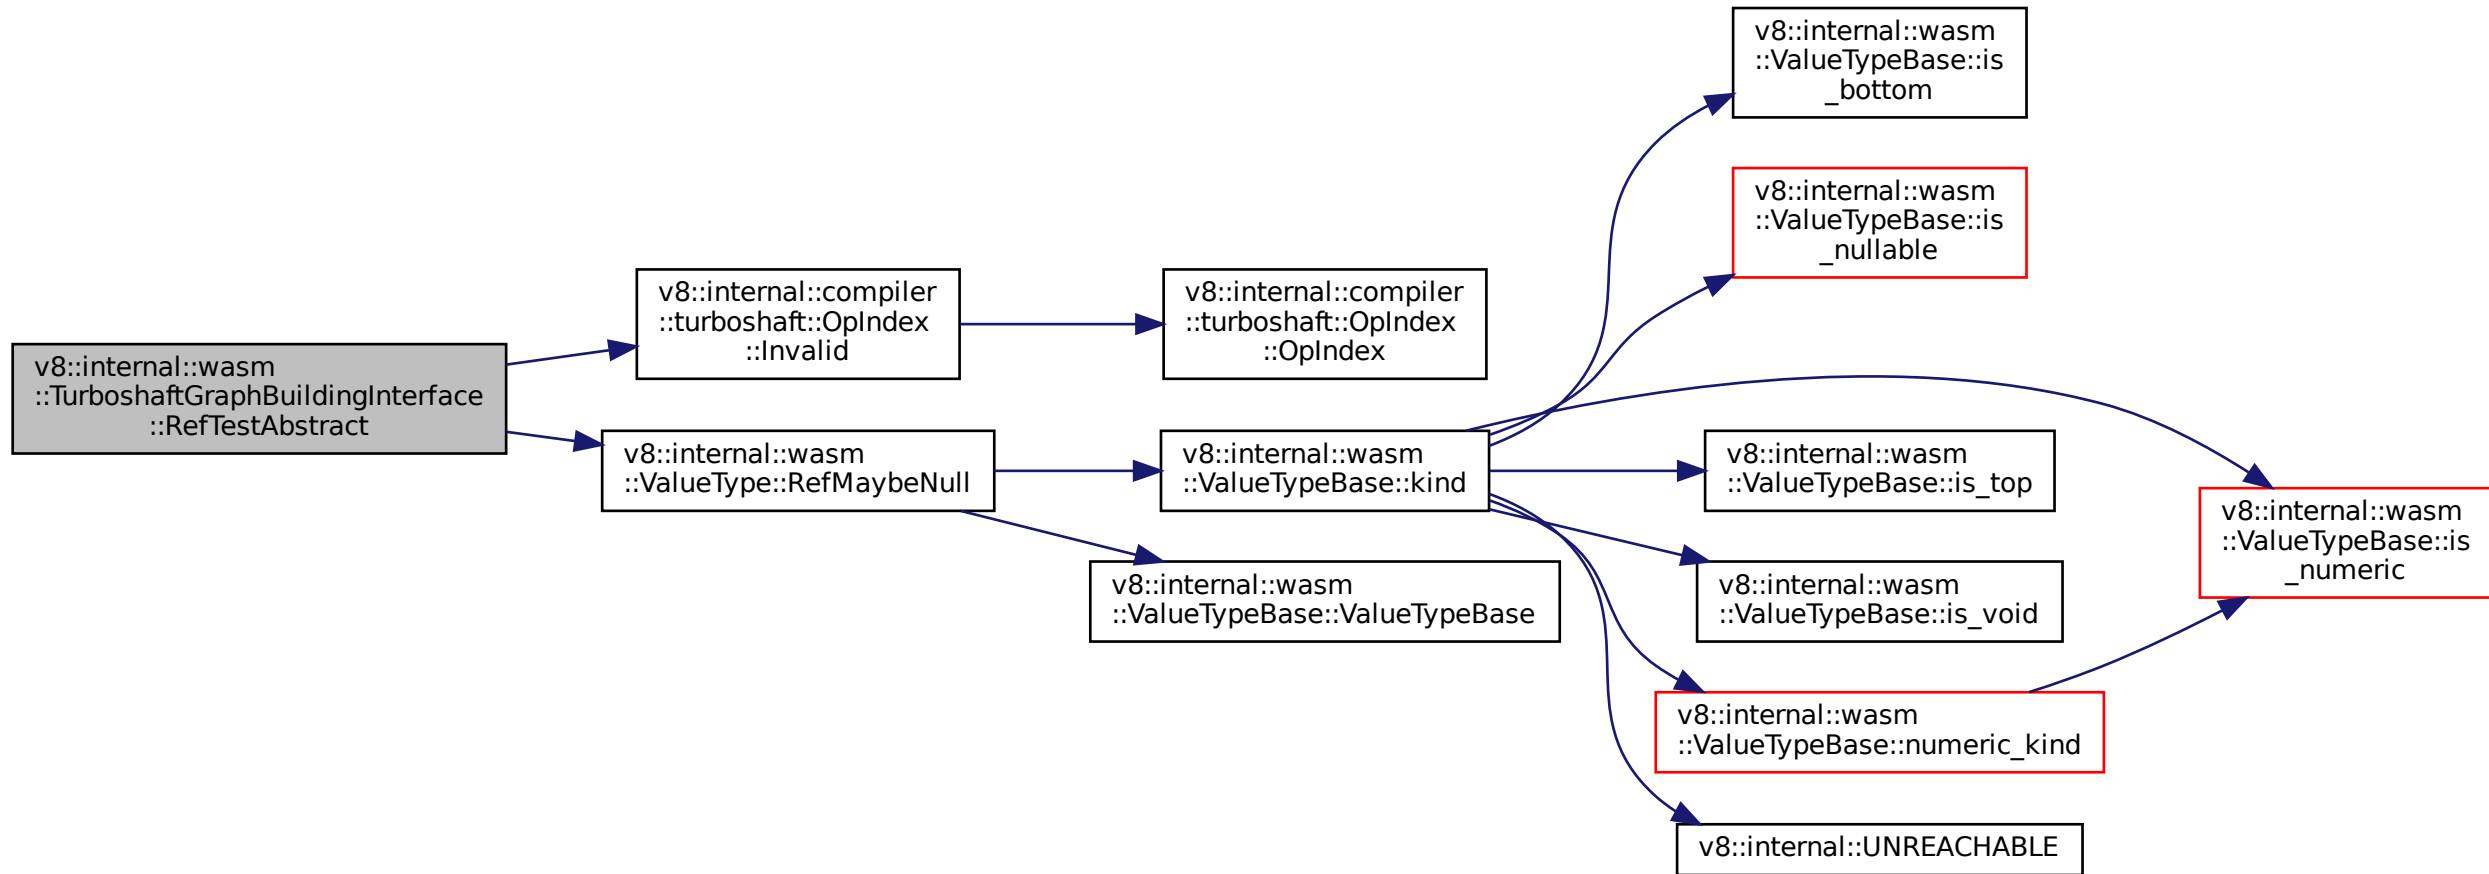 v8::internal::wasm
::TurboshaftGraphBuildingInterface
::RefTestAbstract
v8::internal::compiler
::turboshaft::OpIndex
::Invalid
v8::internal::compiler
::turboshaft::OpIndex
::OpIndex
v8::internal::wasm
::ValueType::RefMaybeNull
v8::internal::wasm
::ValueTypeBase::kind
v8::internal::wasm
::ValueTypeBase::ValueTypeBase
v8::internal::wasm
::ValueTypeBase::is
_bottom
v8::internal::wasm
::ValueTypeBase::is
_nullable
v8::internal::wasm
::ValueTypeBase::is_top
v8::internal::wasm
::ValueTypeBase::is_void
v8::internal::wasm
::ValueTypeBase::numeric_kind
v8::internal::UNREACHABLE
v8::internal::wasm
::ValueTypeBase::is
_numeric